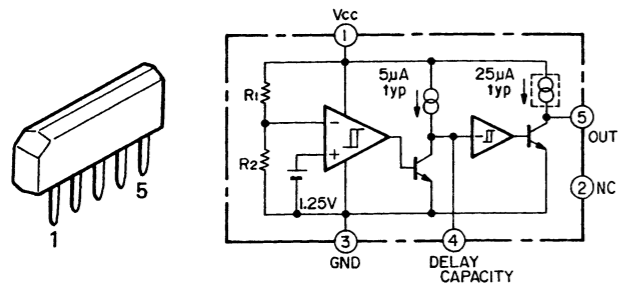 Vcc
1
5μA
typ
25μA
typ
R1
R2
−
+
1.25V
5
OUT
2 NC
5
1
3
GND
4
DELAY
CAPACITY